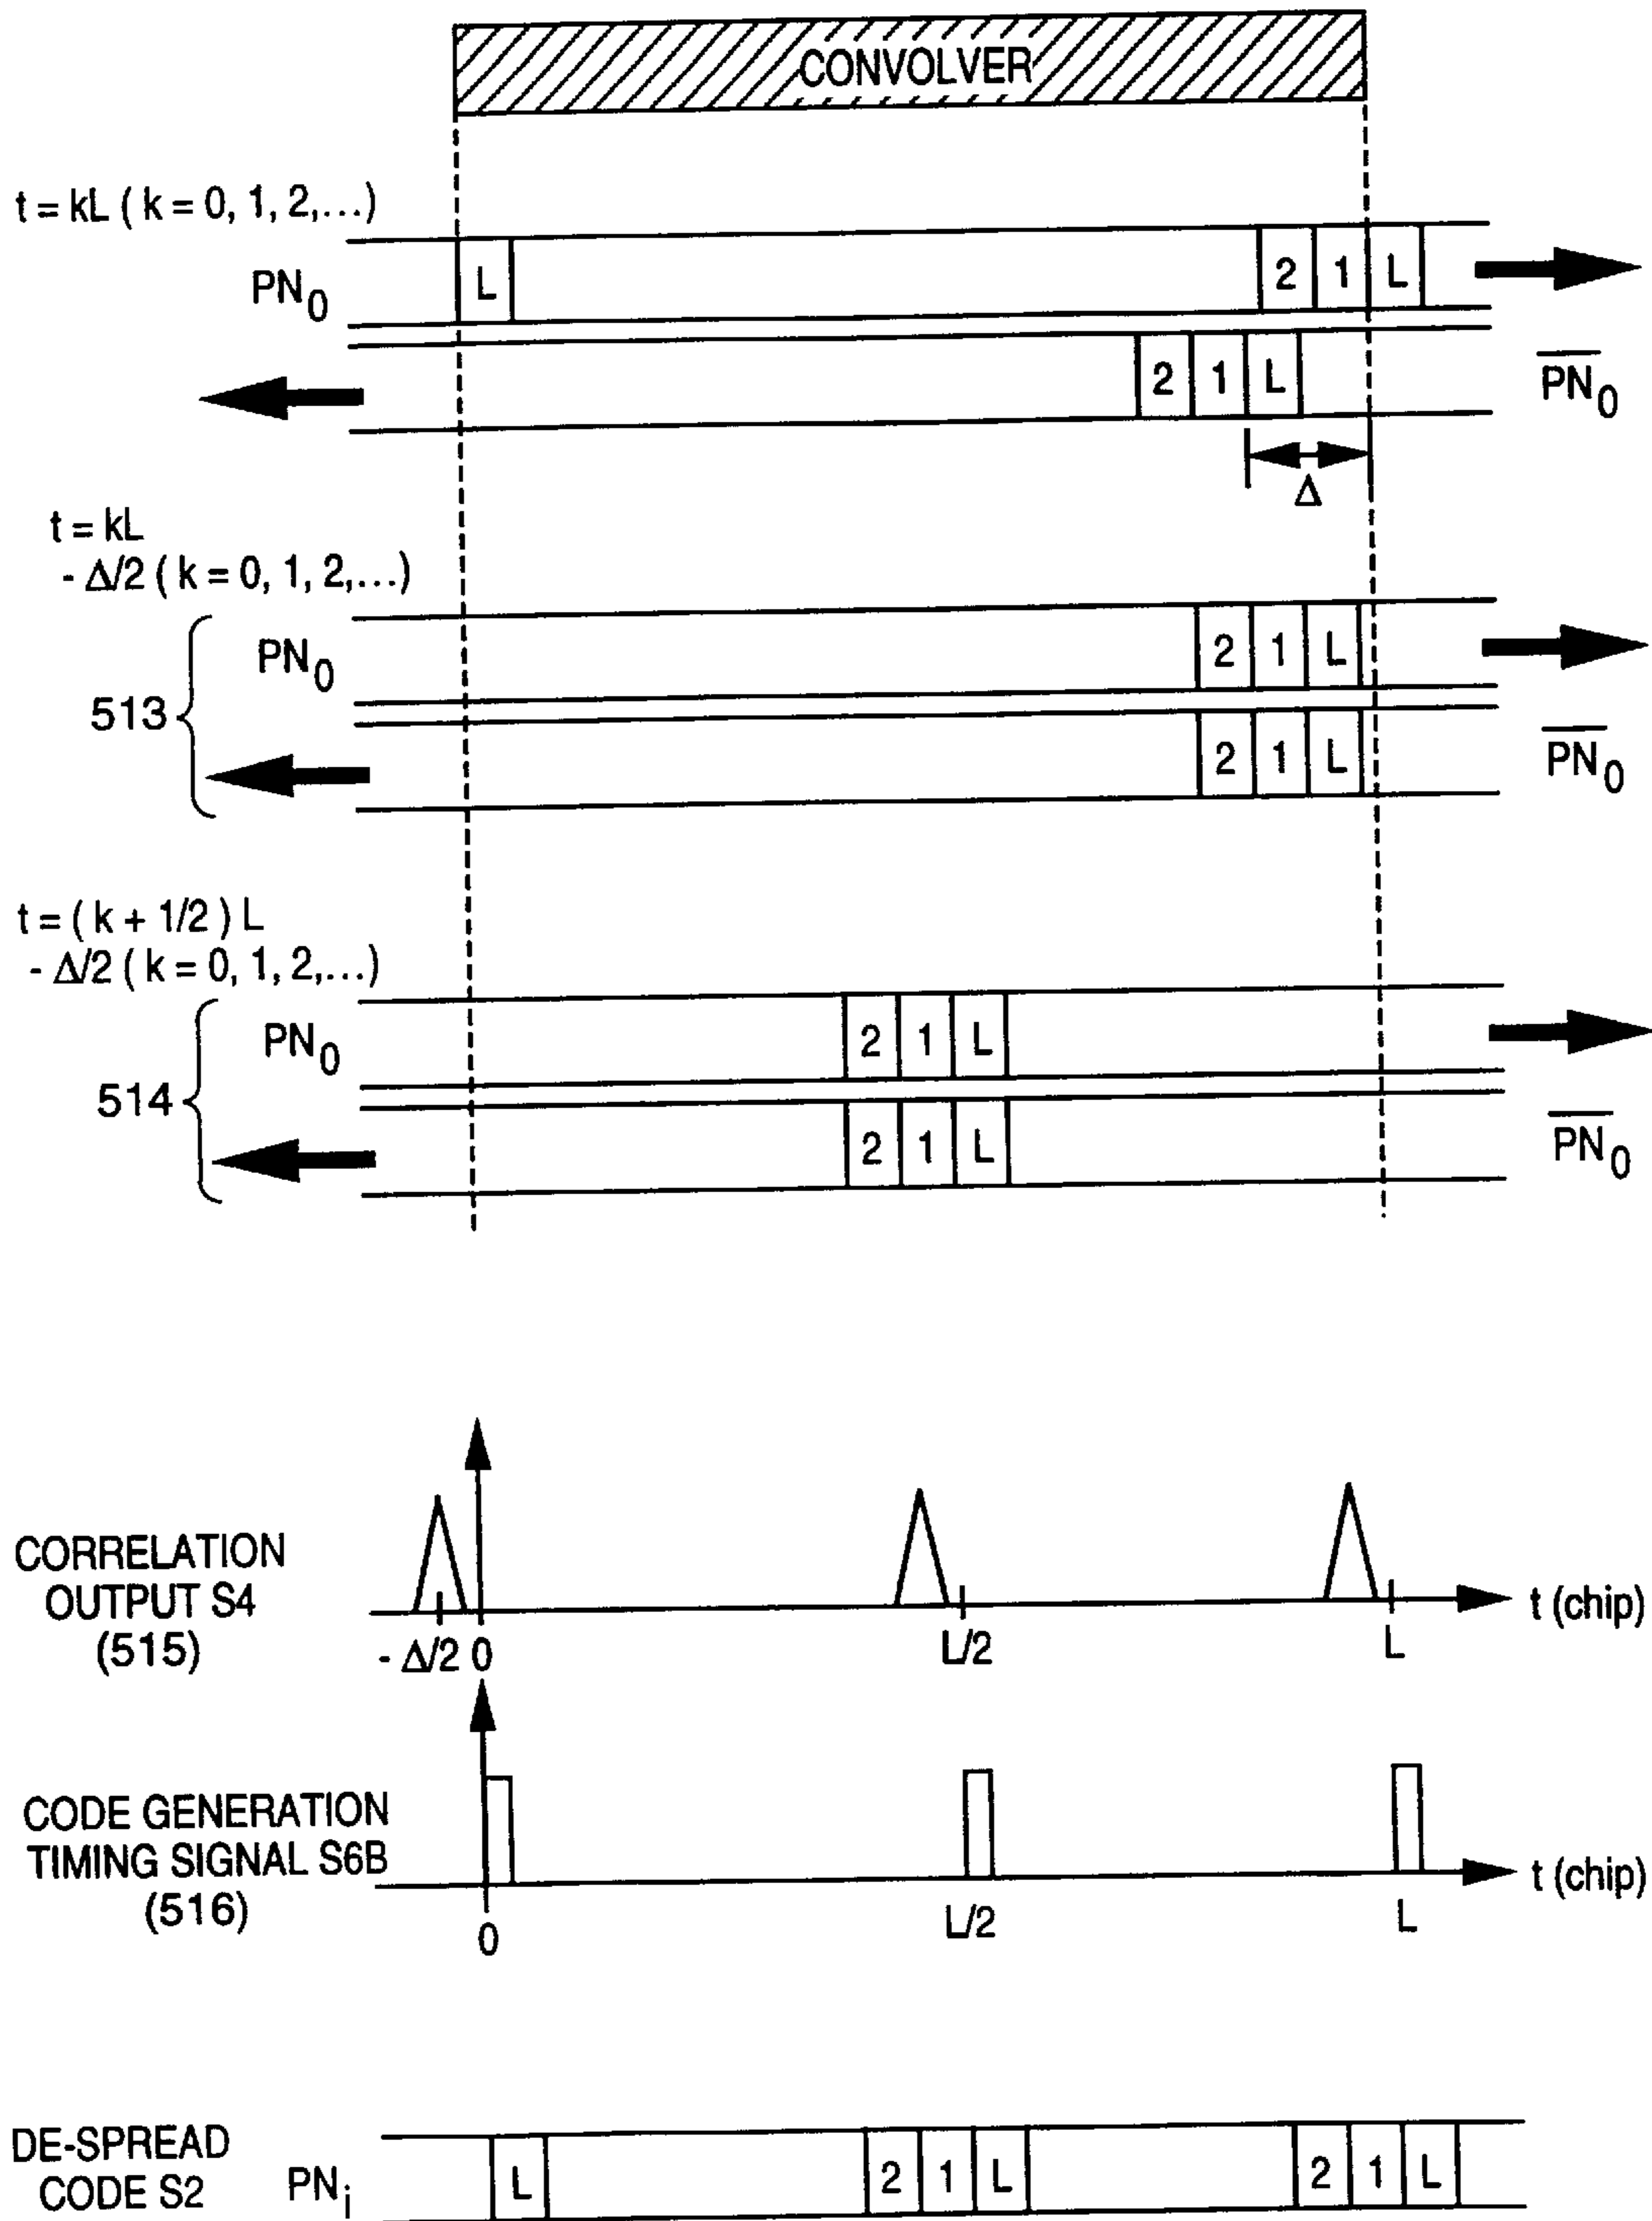 CONVOLVER
t = kL ( k = 0, 1, 2,...)
PN0
L
2 1 L
2 1 L
PN0
Δ
t = kL
- Δ/2 ( k = 0, 1, 2,...)
513
PN0
2 1 L
2 1 L
PN0
t = ( k + 1/2 ) L
- Δ/2 ( k = 0, 1, 2,...)
514
PN0
2 1 L
2 1 L
PN0
CORRELATION
OUTPUT S4
(515)
- Δ/2 0 L/2 L
t (chip)
CODE GENERATION
TIMING SIGNAL S6B
(516)
0 L/2 L
t (chip)
DE-SPREAD
CODE S2
PNi
L 2 1 L 2 1 L